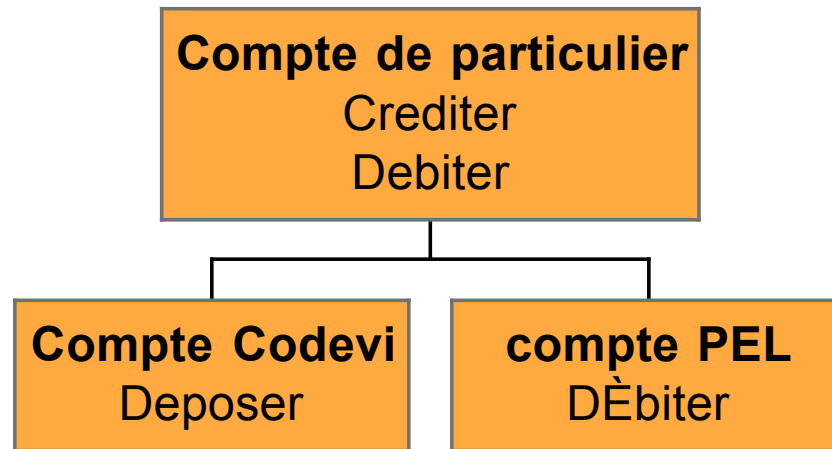 Compte de particulier
Crediter
Debiter
Compte Codevi
Deposer
compte PEL
DÈbiter